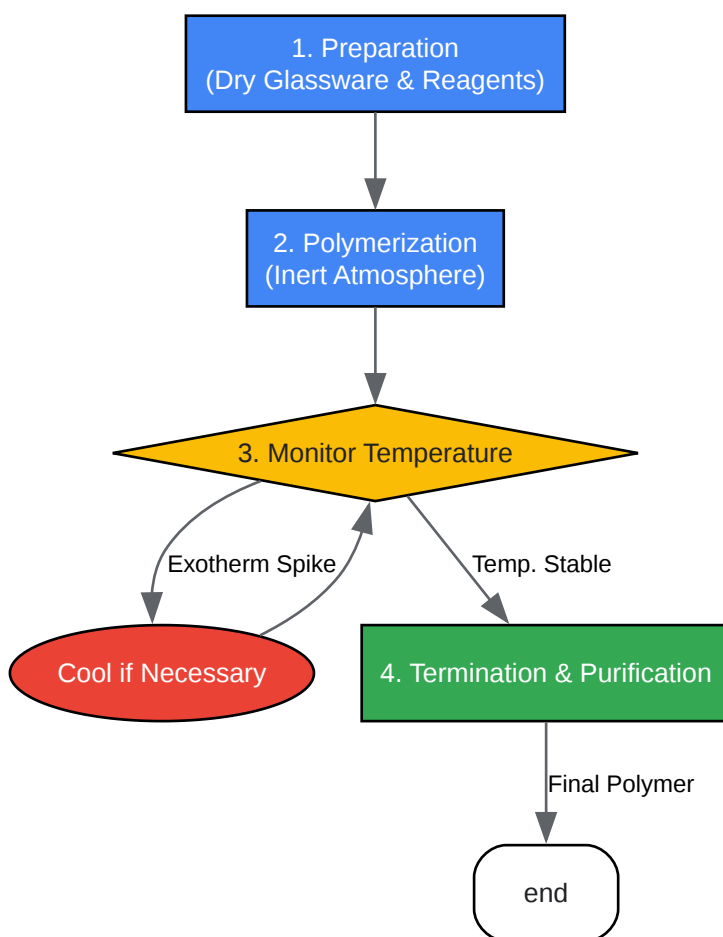 1. Preparation
(Dry Glassware & Reagents)
2. Polymerization
(Inert Atmosphere)
3. Monitor Temperature
Exotherm Spike
Temp. Stable
Cool if Necessary
4. Termination & Purification
Final Polymer
end